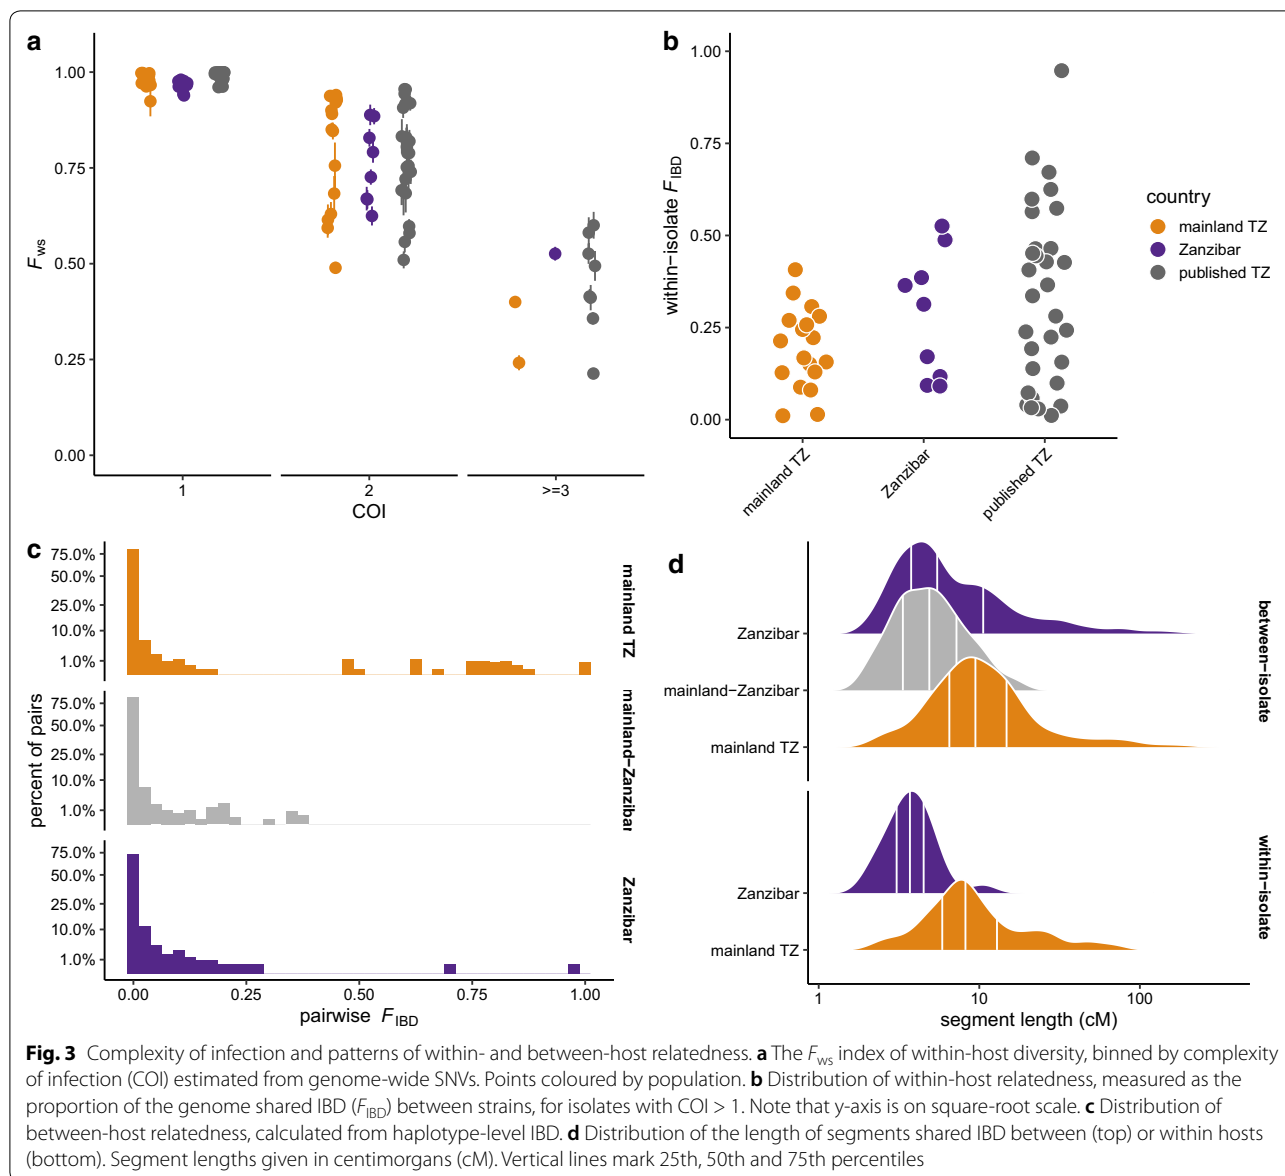 a
1.00
0.75
0.50
0.25
0.00
Fws
1
2
>=3
COI
b
1.00
0.75
0.50
0.25
0.00
within−isolate FIBD
mainland TZ
Zanzibar
published TZ
country
mainland TZ
Zanzibar
published TZ
c
75.0%
50.0%
25.0%
10.0%
1.0%
mainland TZ
75.0%
50.0%
25.0%
10.0%
1.0%
mainland−Zanzibar
75.0%
50.0%
25.0%
10.0%
1.0%
Zanzibar
percent of pairs
0.00
0.25
0.50
0.75
1.00
pairwise FIBD
d
Zanzibar
mainland−Zanzibar
mainland TZ
between−isolate
Zanzibar
mainland TZ
within−isolate
1
10
100
segment length (cM)
Fig. 3 Complexity of infection and patterns of within- and between-host relatedness. a The Fws index of within-host diversity, binned by complexity
of infection (COI) estimated from genome-wide SNVs. Points coloured by population. b Distribution of within-host relatedness, measured as the
proportion of the genome shared IBD (FIBD) between strains, for isolates with COI > 1. Note that y-axis is on square-root scale. c Distribution of
between-host relatedness, calculated from haplotype-level IBD. d Distribution of the length of segments shared IBD between (top) or within hosts
(bottom). Segment lengths given in centimorgans (cM). Vertical lines mark 25th, 50th and 75th percentiles